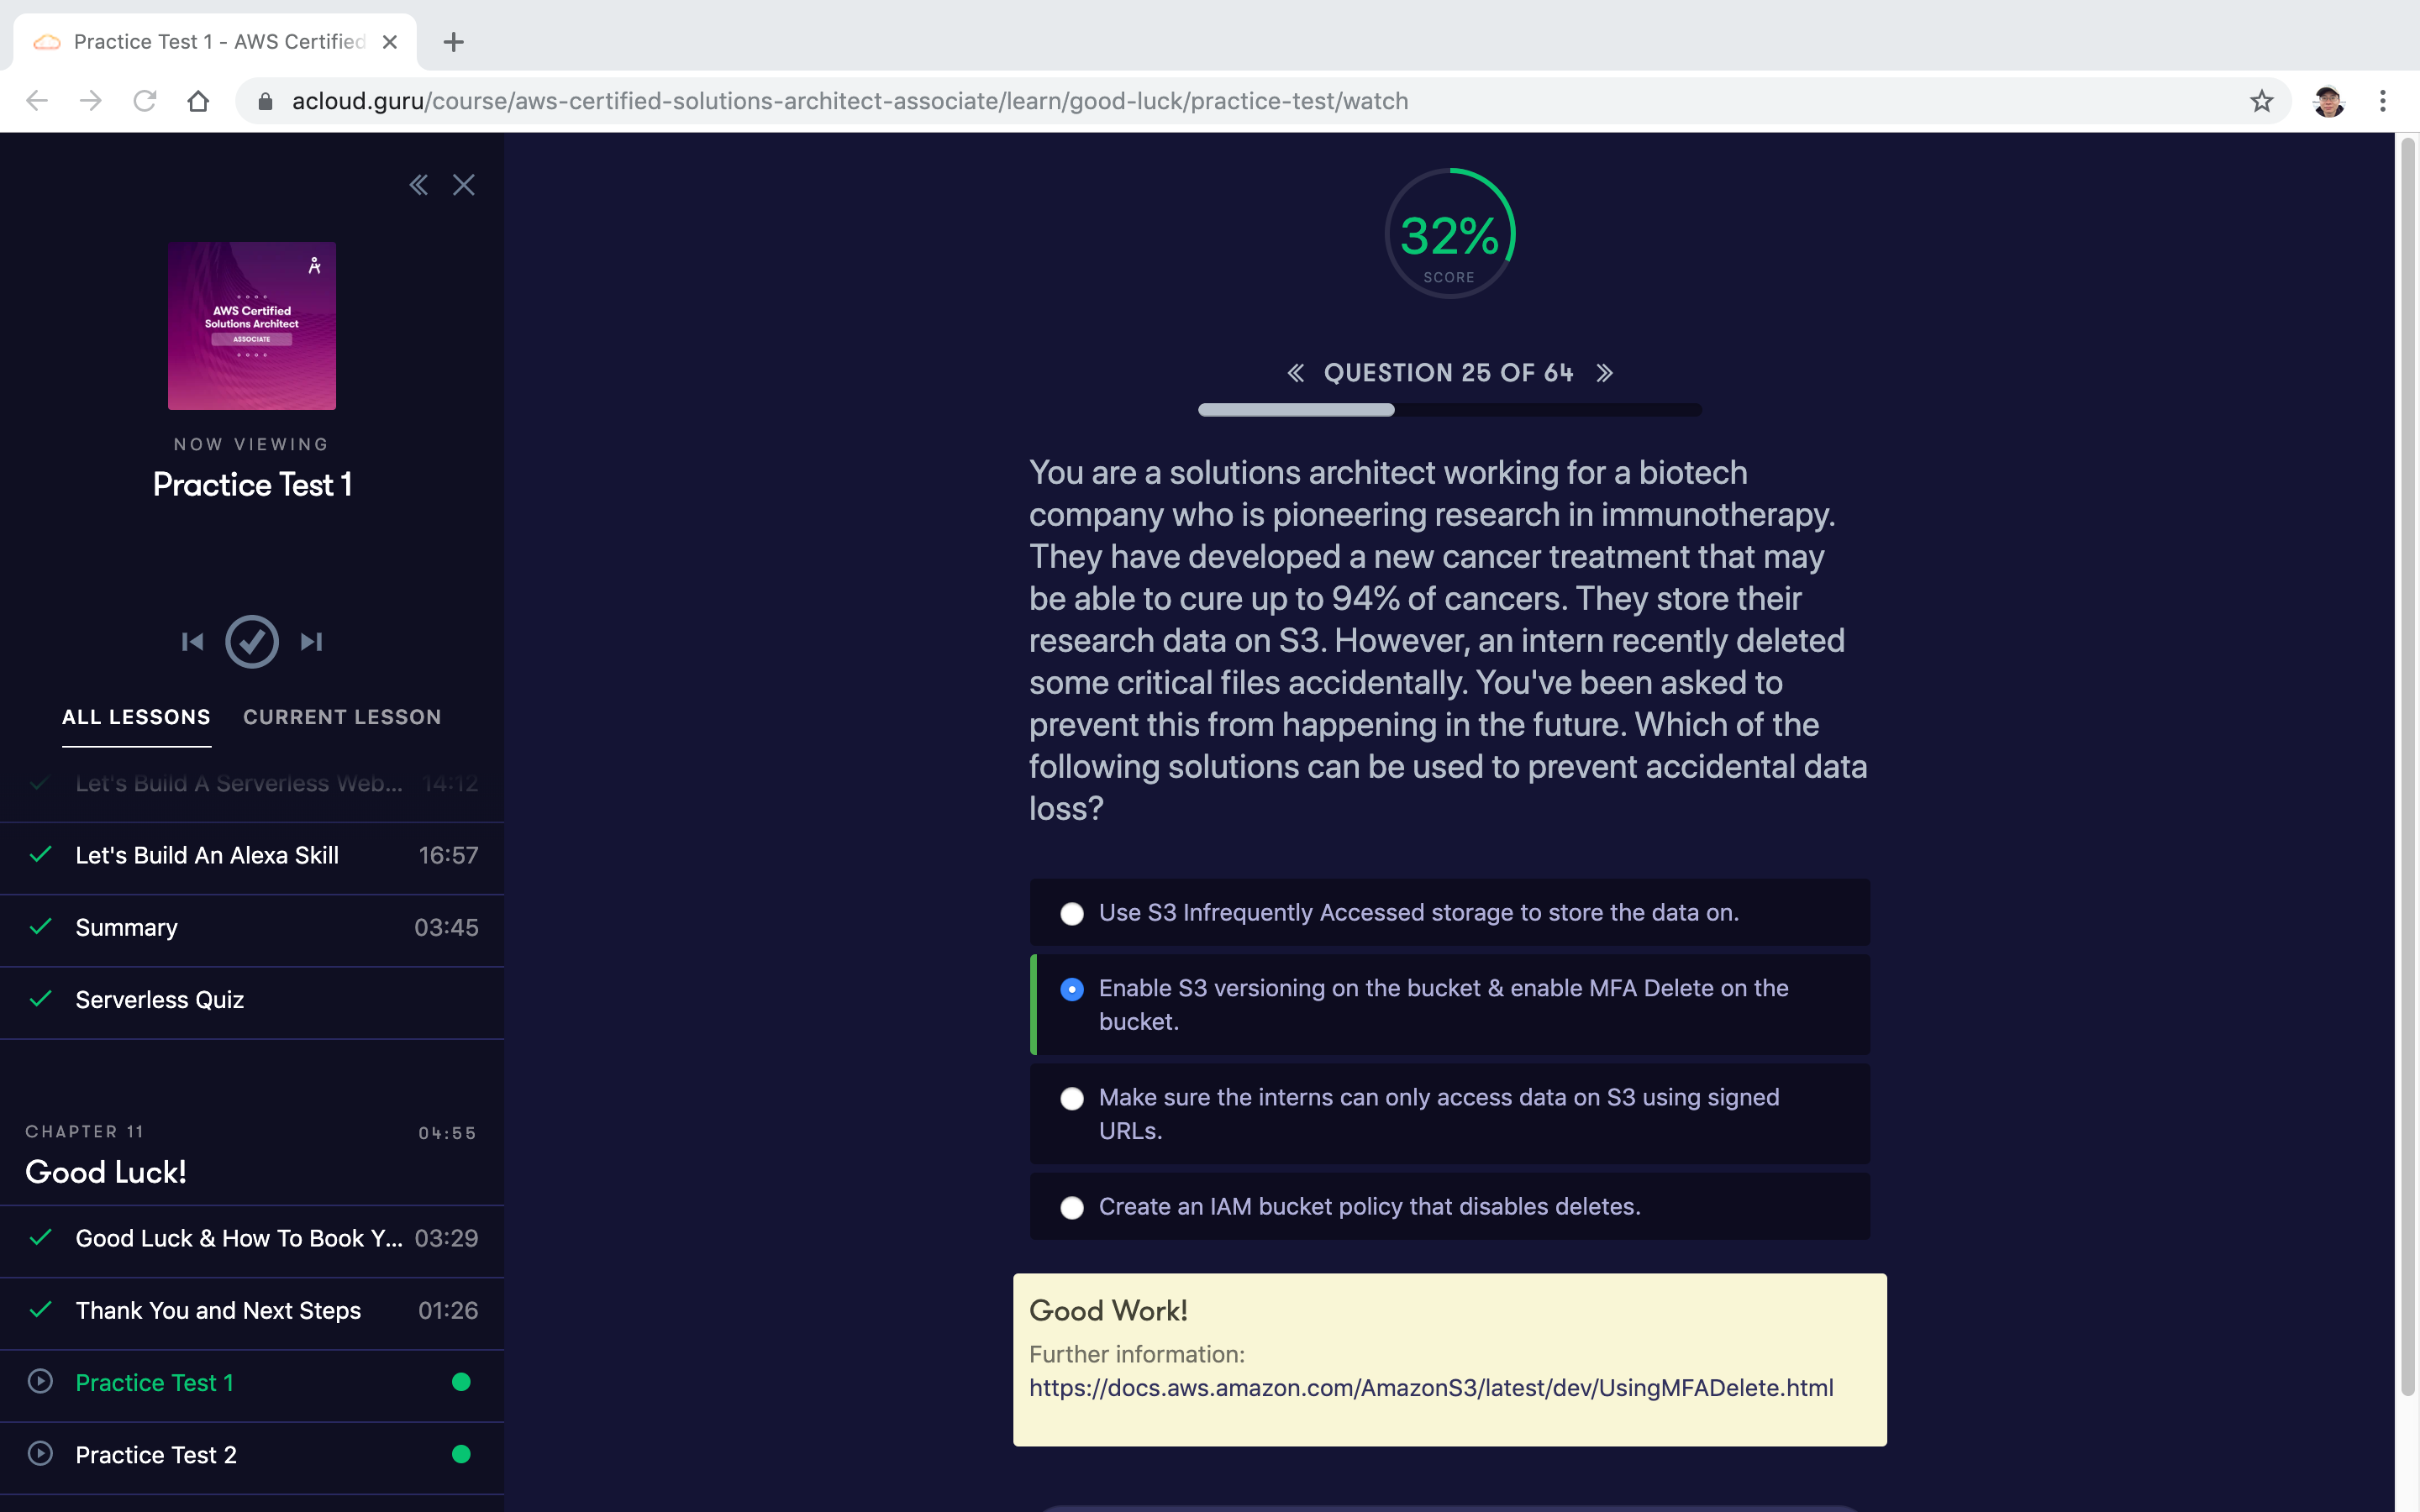 Practice Test 1 - AWS Certified
acloud.guru/course/aws-certified-solutions-architect-associate/learn/good-luck/practice-test/watch
AWS Certified
Solutions Architect
ASSOCIATE
NOW VIEWING
Practice Test 1
ALL LESSONS CURRENT LESSON
Let's Build A Serverless Web... 14:12
Let's Build An Alexa Skill 16:57
Summary 03:45
Serverless Quiz
CHAPTER 11 04:55
Good Luck!
Good Luck & How To Book Y... 03:29
Thank You and Next Steps 01:26
Practice Test 1
Practice Test 2
32%
SCORE
QUESTION 25 OF 64
You are a solutions architect working for a biotech
company who is pioneering research in immunotherapy.
They have developed a new cancer treatment that may
be able to cure up to 94% of cancers. They store their
research data on S3. However, an intern recently deleted
some critical files accidentally. You've been asked to
prevent this from happening in the future. Which of the
following solutions can be used to prevent accidental data
loss?
Use S3 Infrequently Accessed storage to store the data on.
Enable S3 versioning on the bucket & enable MFA Delete on the
bucket.
Make sure the interns can only access data on S3 using signed
URLs.
Create an IAM bucket policy that disables deletes.
Good Work!
Further information:
https://docs.aws.amazon.com/AmazonS3/latest/dev/UsingMFADelete.html